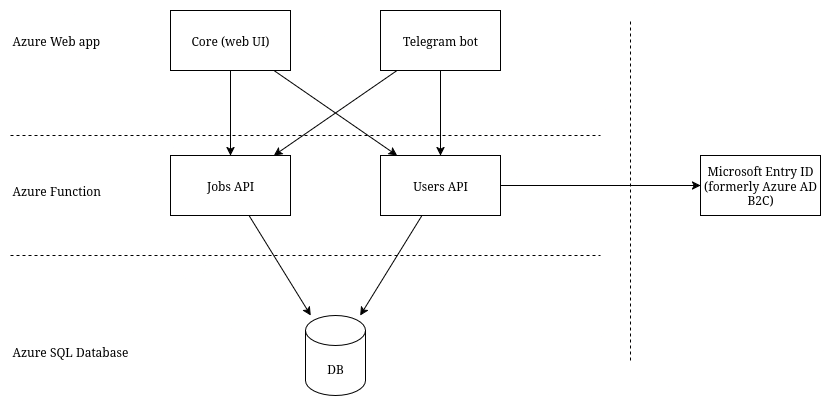 Azure Web app
Core (web UI)
Telegram bot
Azure Function
Jobs API
Users API
Microsoft Entry ID
(formerly Azure AD
B2C)
Azure SQL Database
DB